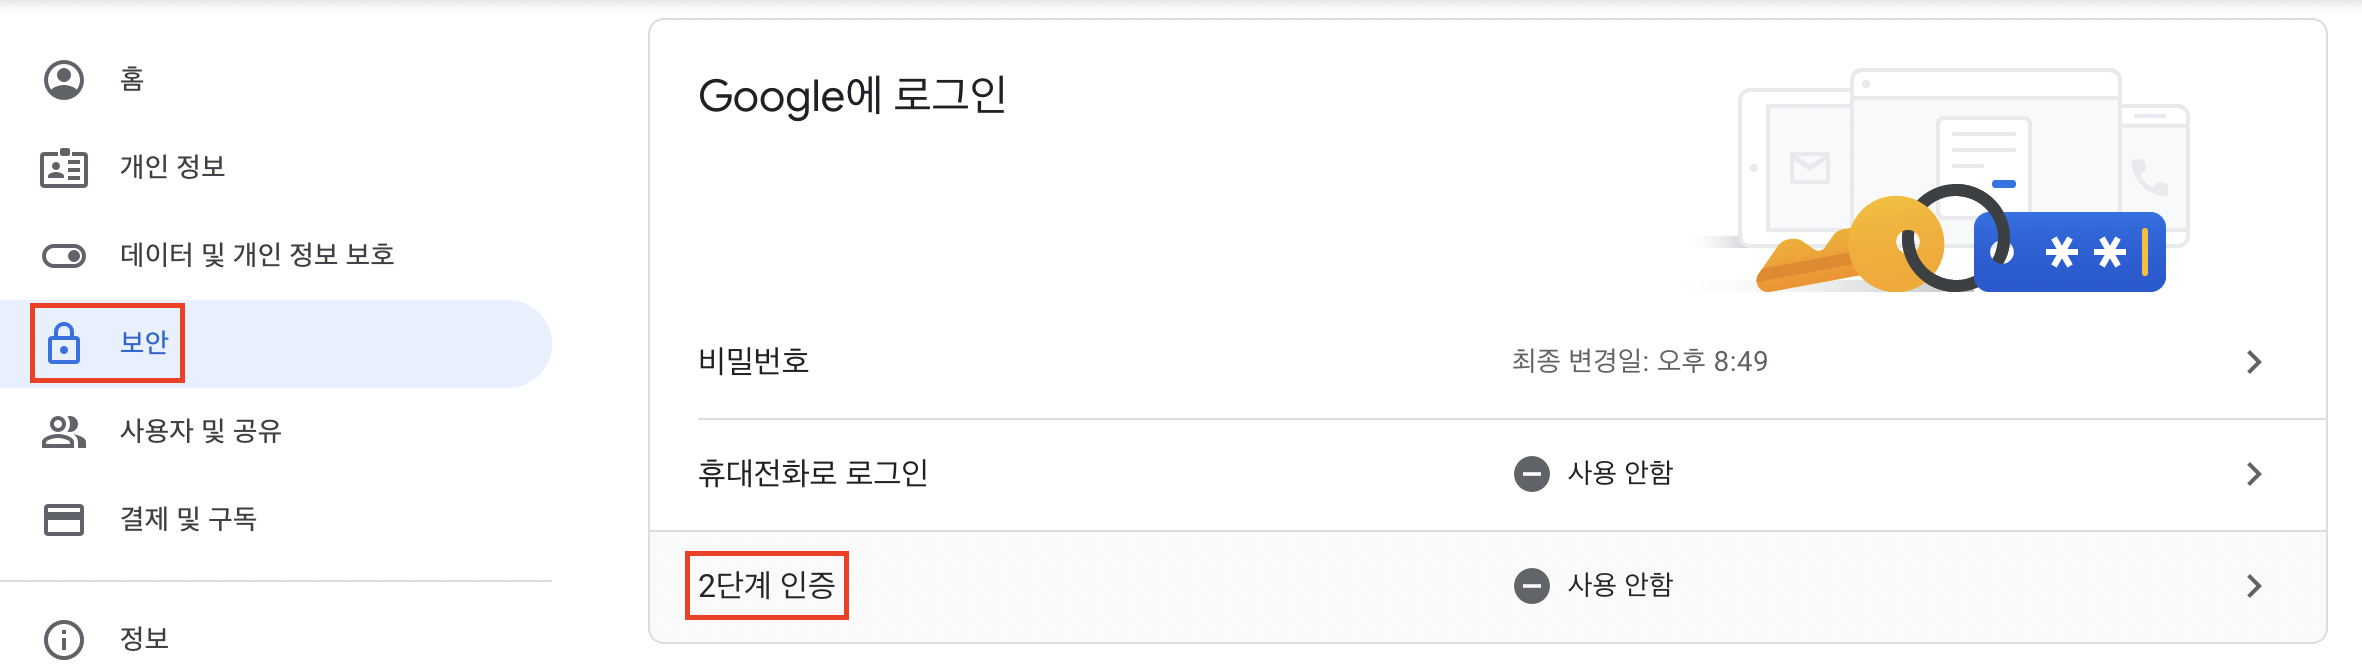 홈
개인 정보
데이터 및 개인 정보 보호
보안
사용자 및 공유
결제 및 구독
정보
Google에 로그인
**
비밀번호
최종 변경일: 오후 8:49
휴대전화로 로그인
사용 안함
2단계 인증
사용 안함